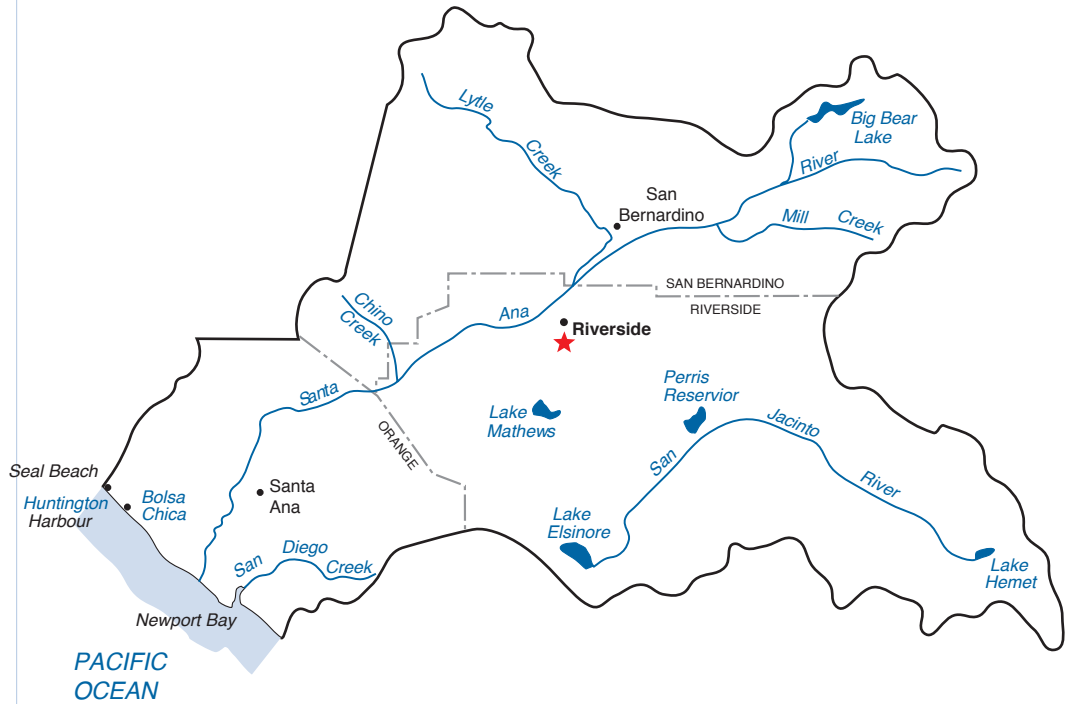 Lytle
Creek
Big Bear
Lake
River
San
Bernardino
Mill Creek
SAN BERNARDINO
RIVERSIDE
Chino
Creek
Ana
Riverside
Santa
Perris
Reservior
Lake
Mathews
Jacinto
ORANGE
San
River
Seal Beach
Huntington
Harbour
Bolsa
Chica
Santa
Ana
Lake
Elsinore
San Diego
Creek
Lake
Hemet
Newport Bay
PACIFIC
OCEAN